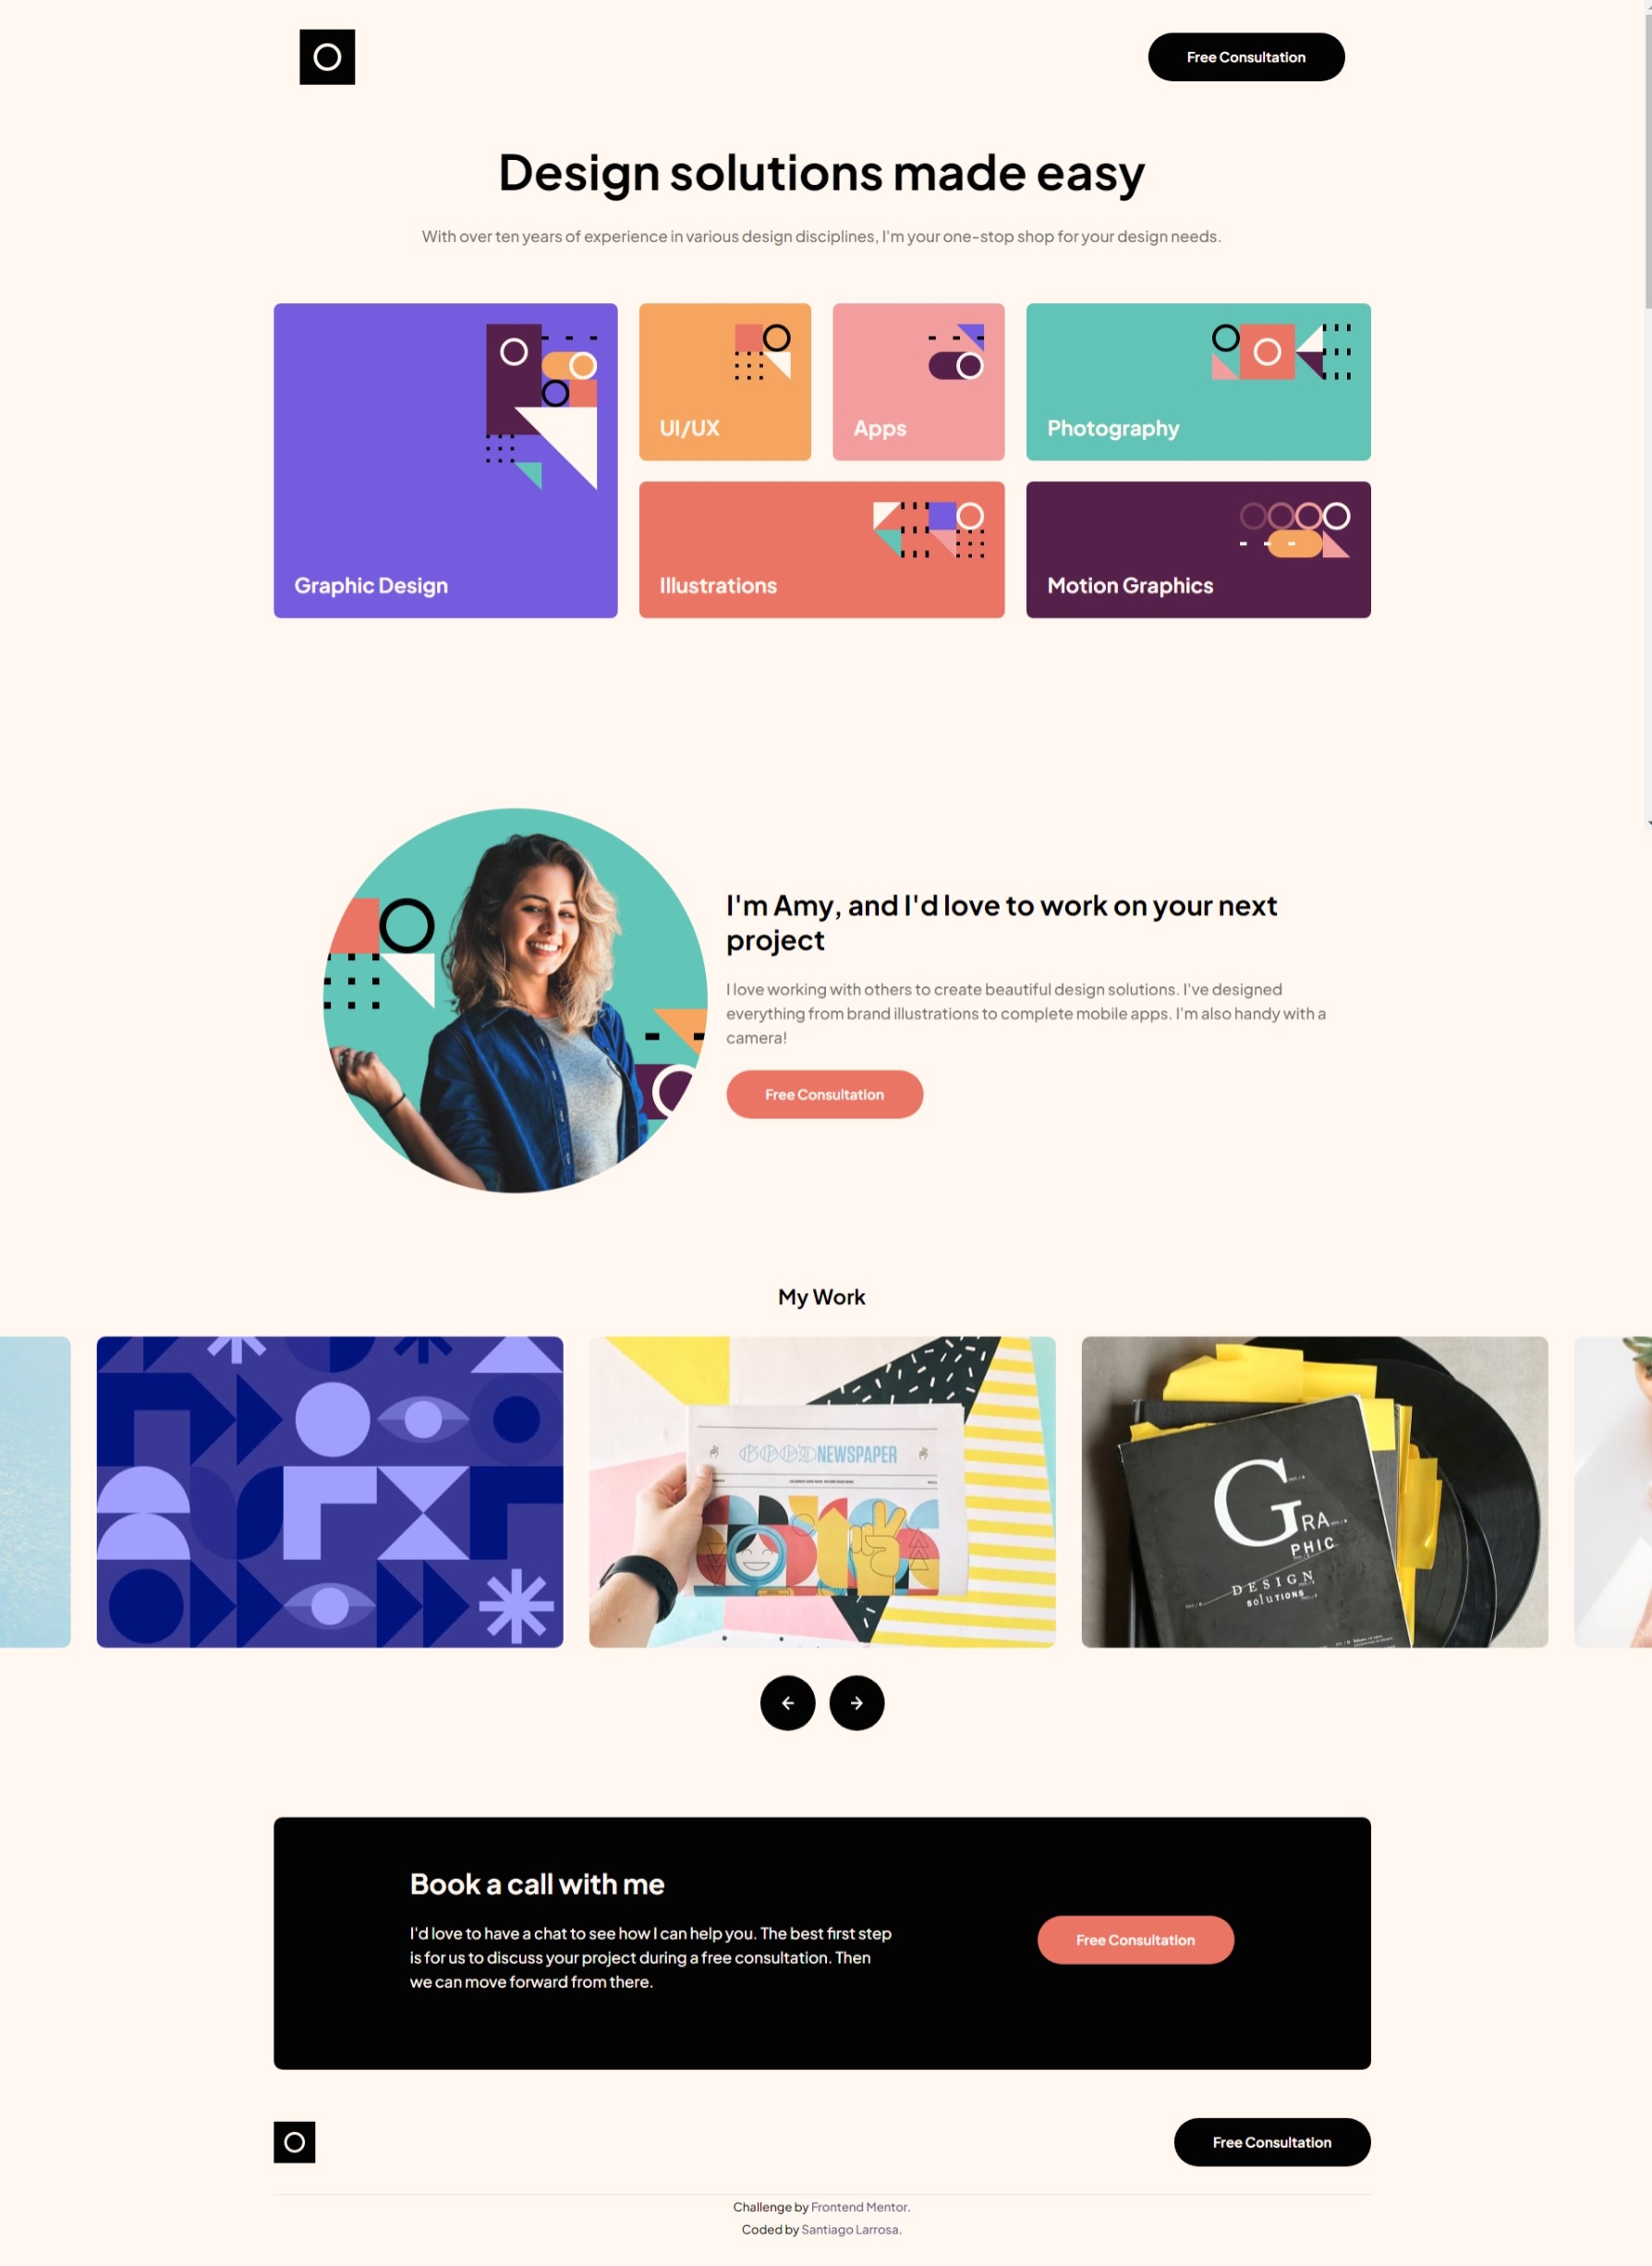 Free Consultation
Design solutions made easy
With over ten years of experience in various design disciplines, I'm your one-stop shop for your design needs.
Graphic Design
UI/UX
Apps
Photography
Illustrations
Motion Graphics
I'm Amy, and I'd love to work on your next
project
I love working with others to create beautiful design solutions. I've designed
everything from brand illustrations to complete mobile apps. I'm also handy with a
camera!
Free Consultation
My Work
GOOD NEWSPAPER
GRA
PHIC
DESIGN
SOLUTIONS
Book a call with me
I'd love to have a chat to see how I can help you. The best first step
is for us to discuss your project during a free consultation. Then
we can move forward from there.
Free Consultation
Free Consultation
Challenge by Frontend Mentor.
Coded by Santiago Larrosa.